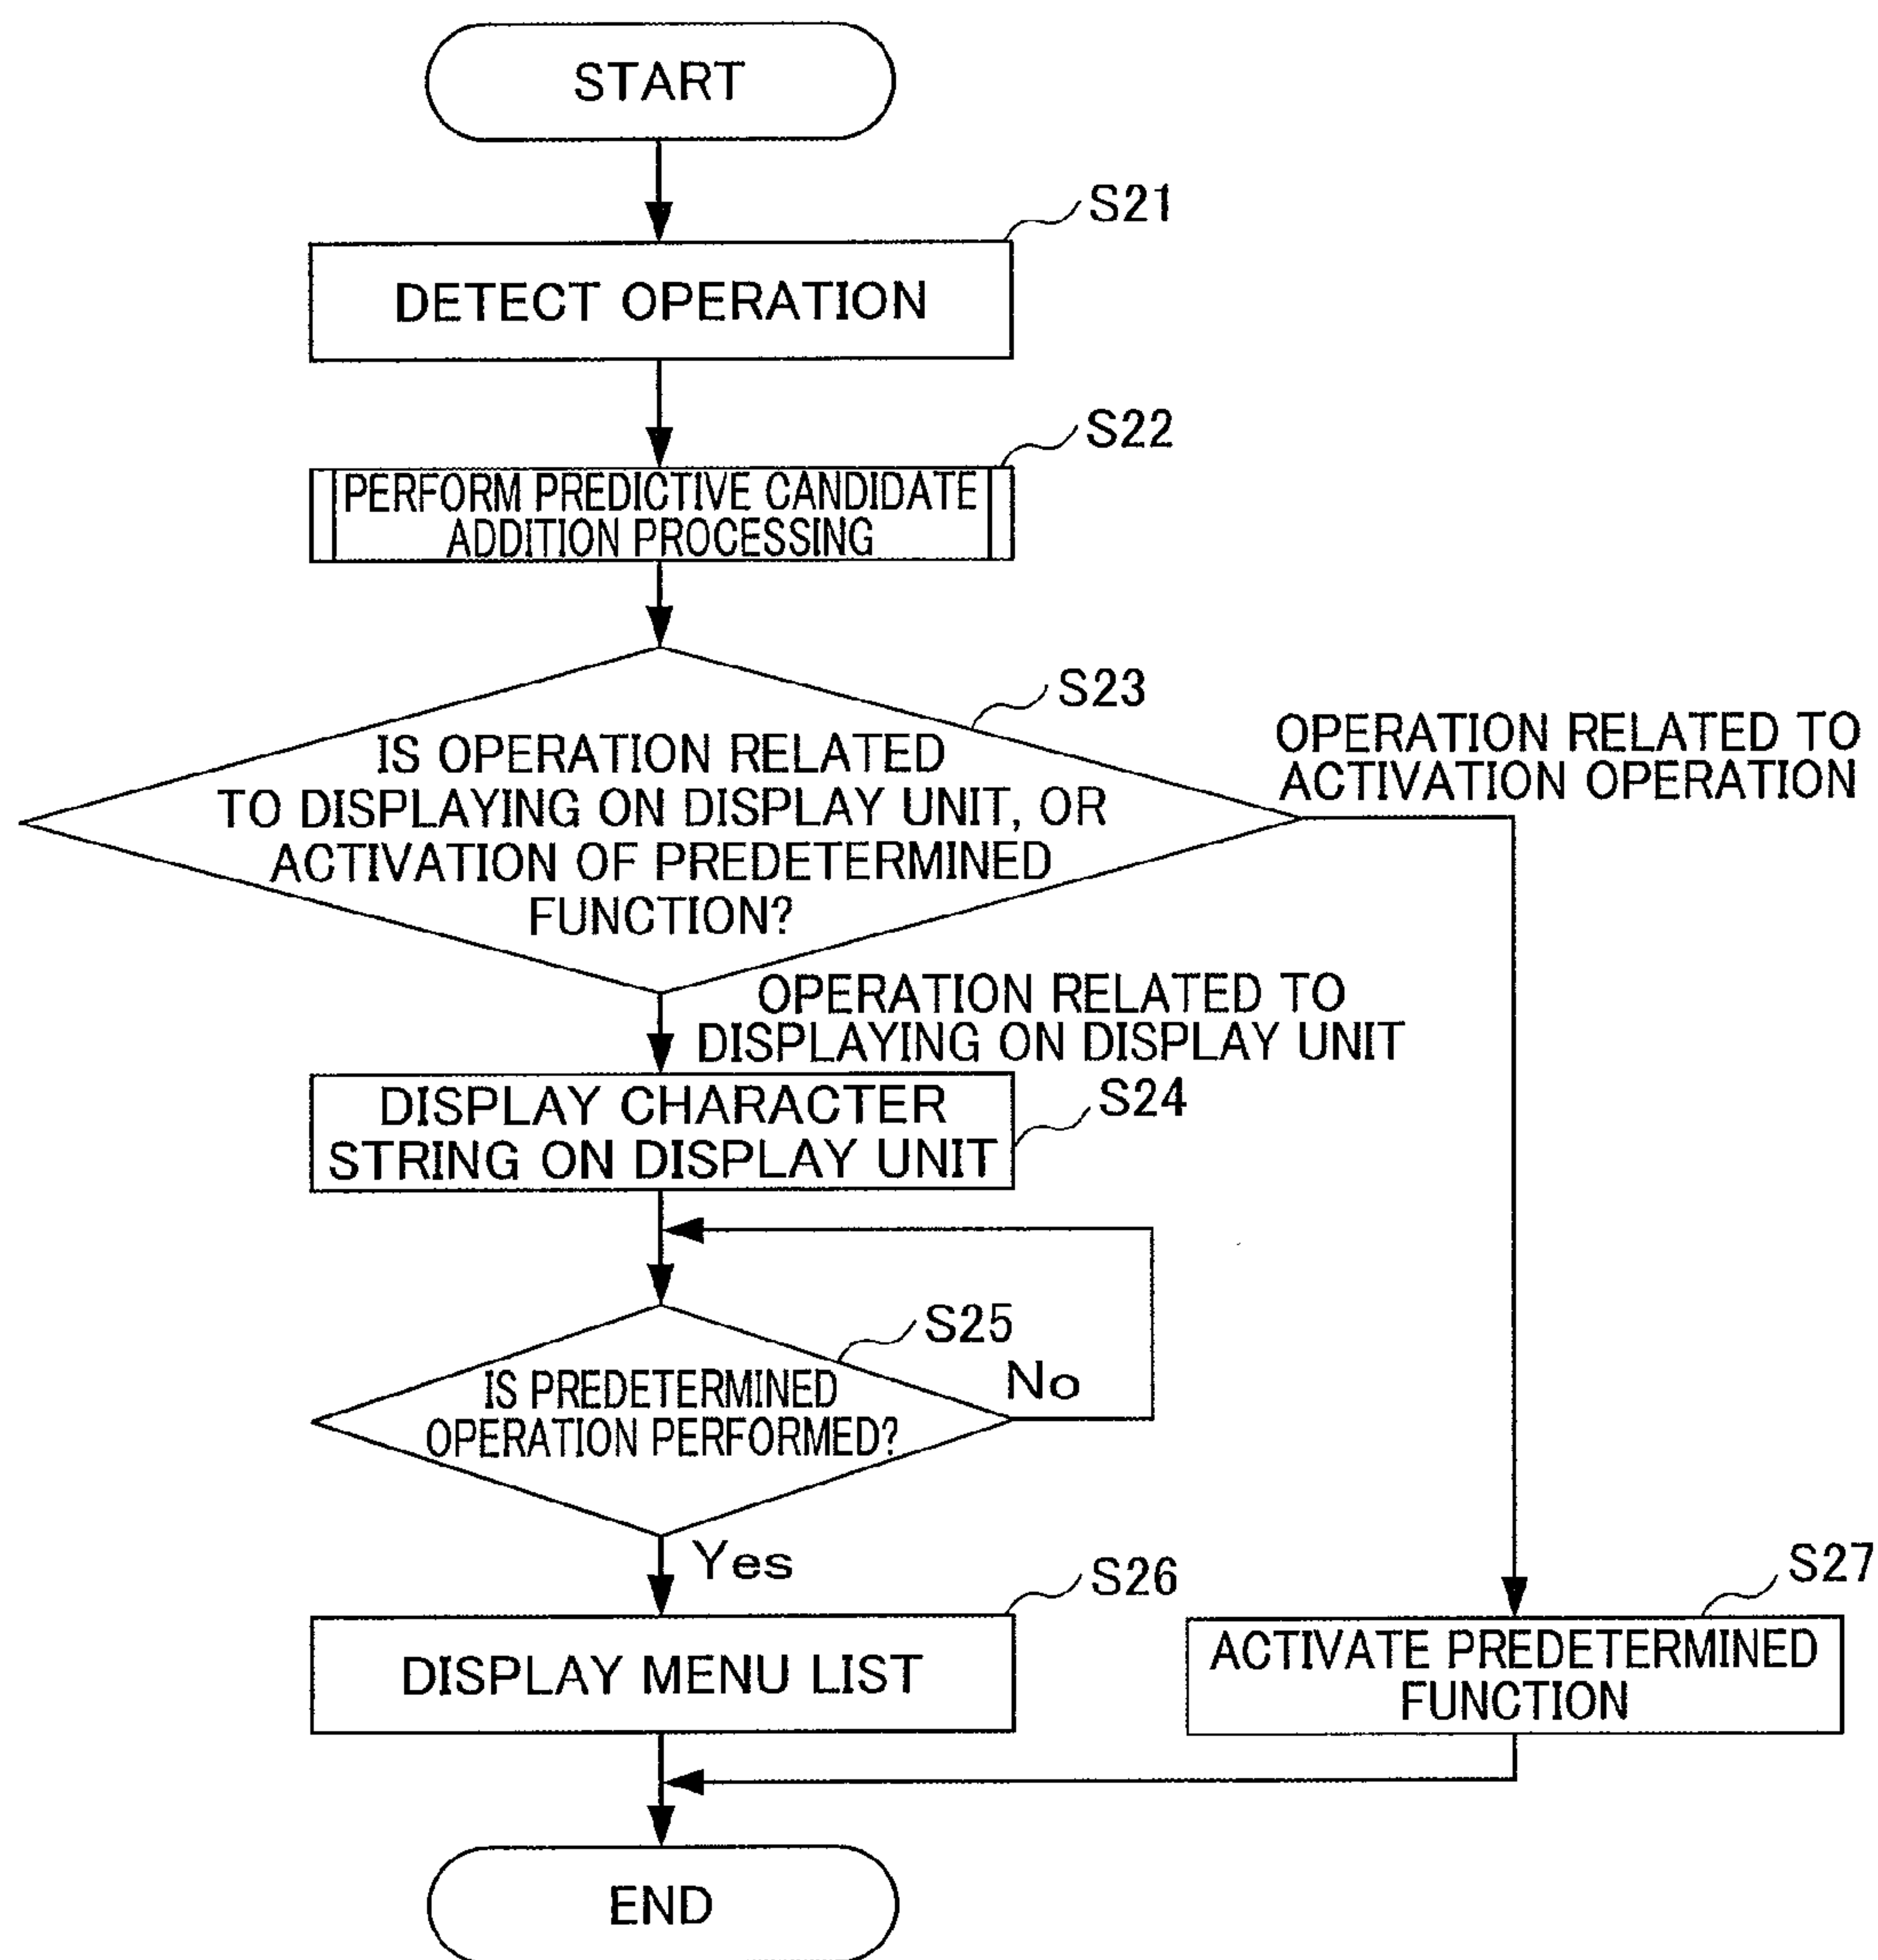 START
S21
DETECT OPERATION
S22
PERFORM PREDICTIVE CANDIDATE
ADDITION PROCESSING
S23
IS OPERATION RELATED
TO DISPLAYING ON DISPLAY UNIT, OR
ACTIVATION OF PREDETERMINED
FUNCTION?
OPERATION RELATED TO
ACTIVATION OPERATION
OPERATION RELATED TO
DISPLAYING ON DISPLAY UNIT
S24
DISPLAY CHARACTER
STRING ON DISPLAY UNIT
S25
IS PREDETERMINED
OPERATION PERFORMED?
No
Yes
S26
DISPLAY MENU LIST
S27
ACTIVATE PREDETERMINED
FUNCTION
END